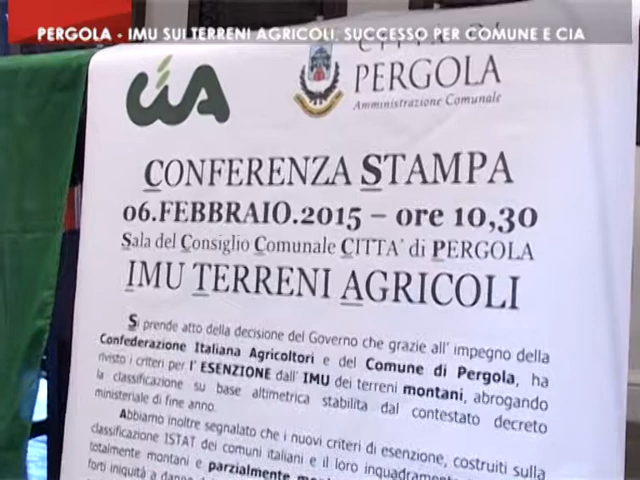 PERGOLA - IMU SUI TERRENI AGRICOLI, SUCCESSO PER COMUNE E CIA
CIA
CITTA' DI
PERGOLA
Amministrazione Comunale
CONFERENZA STAMPA
06.FEBBRAIO.2015 – ore 10,30
Sala del Consiglio Comunale CITTA' di PERGOLA
IMU TERRENI AGRICOLI
Si prende atto della decisione del Governo che grazie all' impegno della
Confederazione Italiana Agricoltori e del Comune di Pergola, ha
rivisto i criteri per l' ESENZIONE dall' IMU dei terreni montani, abrogando
la classificazione su base altimetrica stabilita dal contestato decreto
ministeriale di fine anno.
Abbiamo inoltre segnalato che i nuovi criteri di esenzione, costruiti sulla
classificazione ISTAT dei comuni italiani e il loro inquadramento
totalmente montani e parzialmente
forti iniquità a danno